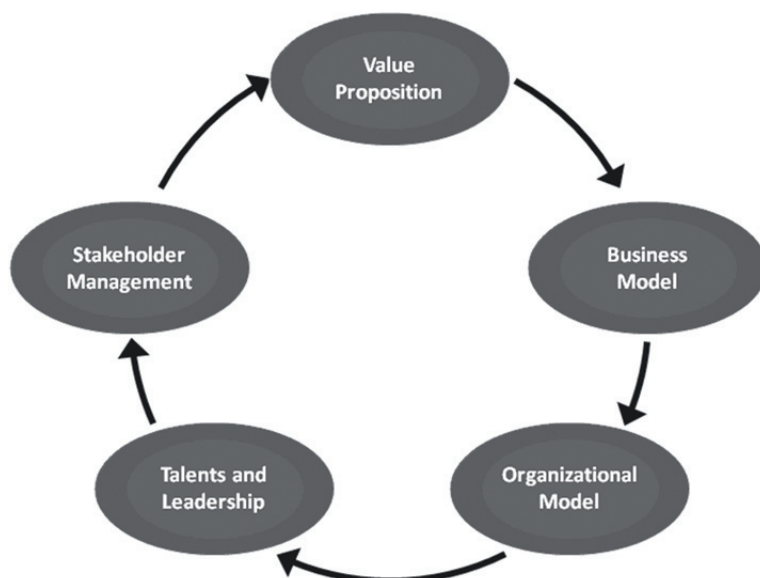 Value
Proposition
Business
Model
Organizational
Model
Talents and
Leadership
Stakeholder
Management